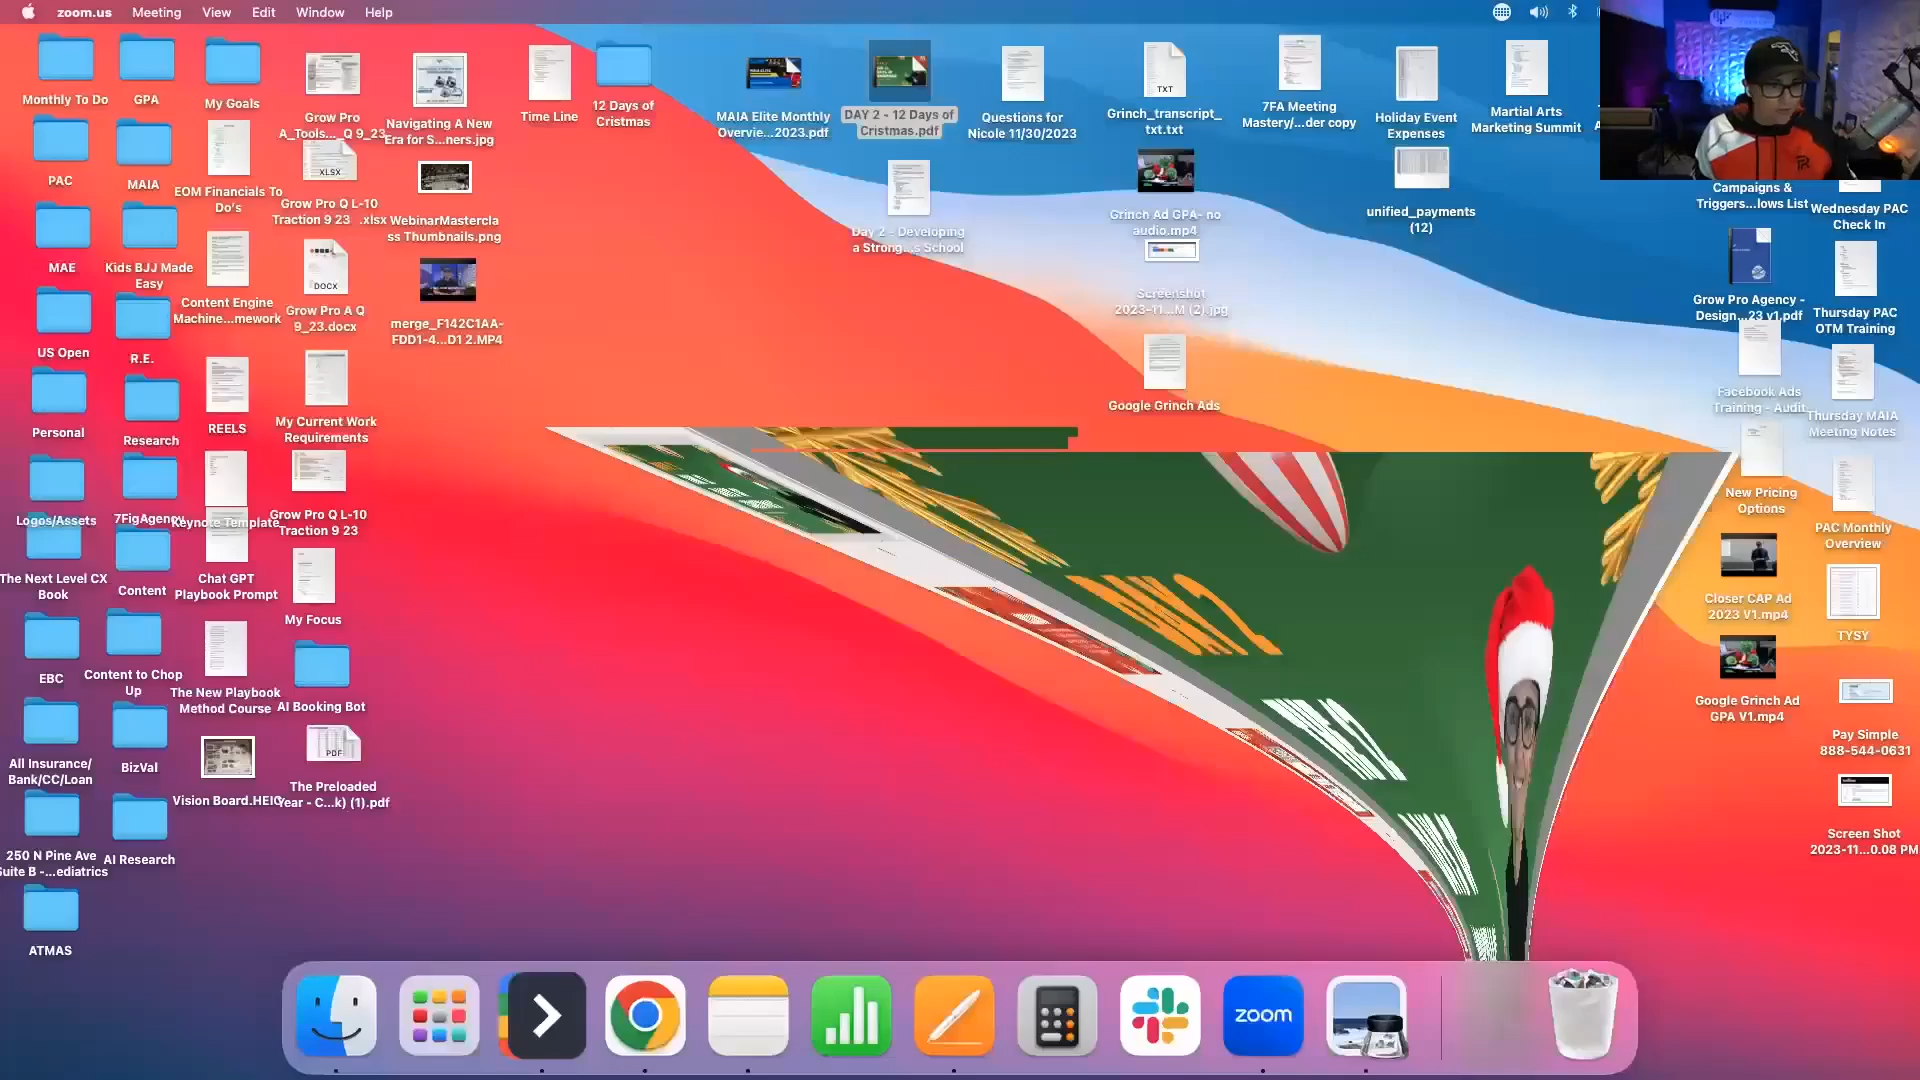 zoom.us Meeting View Edit Window Help
Monthly To Do
GPA
My Goals
Grow Pro
A_Tools..._Q 9_23
Navigating A New
Era for S...ners.jpg
Time Line
12 Days of
Cristmas
MAIA Elite Monthly
Overvie...2023.pdf
DAY 2 - 12 Days of
Cristmas.pdf
Questions for
Nicole 11/30/2023
TXT
Grinch_transcript_
txt.txt
7FA Meeting
Mastery/...der copy
Holiday Event
Expenses
Martial Arts
Marketing Summit
PAC
MAIA
EOM Financials To
Do's
XLSX
Grow Pro Q L-10
Traction 9 23 .xlsx
WebinarMastercla
ss Thumbnails.png
Day 2 - Developing
a Strong...s School
Grinch Ad GPA- no
audio.mp4
unified_payments
(12)
Campaigns &
Triggers...lows List
Wednesday PAC
Check In
MAE
Kids BJJ Made
Easy
Content Engine
Machine...mework
DOCX
Grow Pro A Q
9_23.docx
merge_F142C1AA-
FDD1-4...D1 2.MP4
Screenshot
2023-11...M (2).jpg
Grow Pro Agency -
Design...23 v1.pdf
Thursday PAC
OTM Training
US Open
R.E.
REELS
My Current Work
Requirements
Google Grinch Ads
Facebook Ads
Training - Audit
Thursday MAIA
Meeting Notes
Personal
Research
Logos/Assets
7FigAgency
Keynote Template
Grow Pro Q L-10
Traction 9 23
New Pricing
Options
PAC Monthly
Overview
The Next Level CX
Book
Content
Chat GPT
Playbook Prompt
My Focus
Closer CAP Ad
2023 V1.mp4
TYSY
EBC
Content to Chop
Up
The New Playbook
Method Course
AI Booking Bot
Google Grinch Ad
GPA V1.mp4
Pay Simple
888-544-0631
All Insurance/
Bank/CC/Loan
BizVal
Vision Board.HEIC
PDF
The Preloaded
Year - C...k) (1).pdf
Screen Shot
2023-11...0.08 PM
250 N Pine Ave
Suite B -...ediatrics
AI Research
ATMAS
zoom